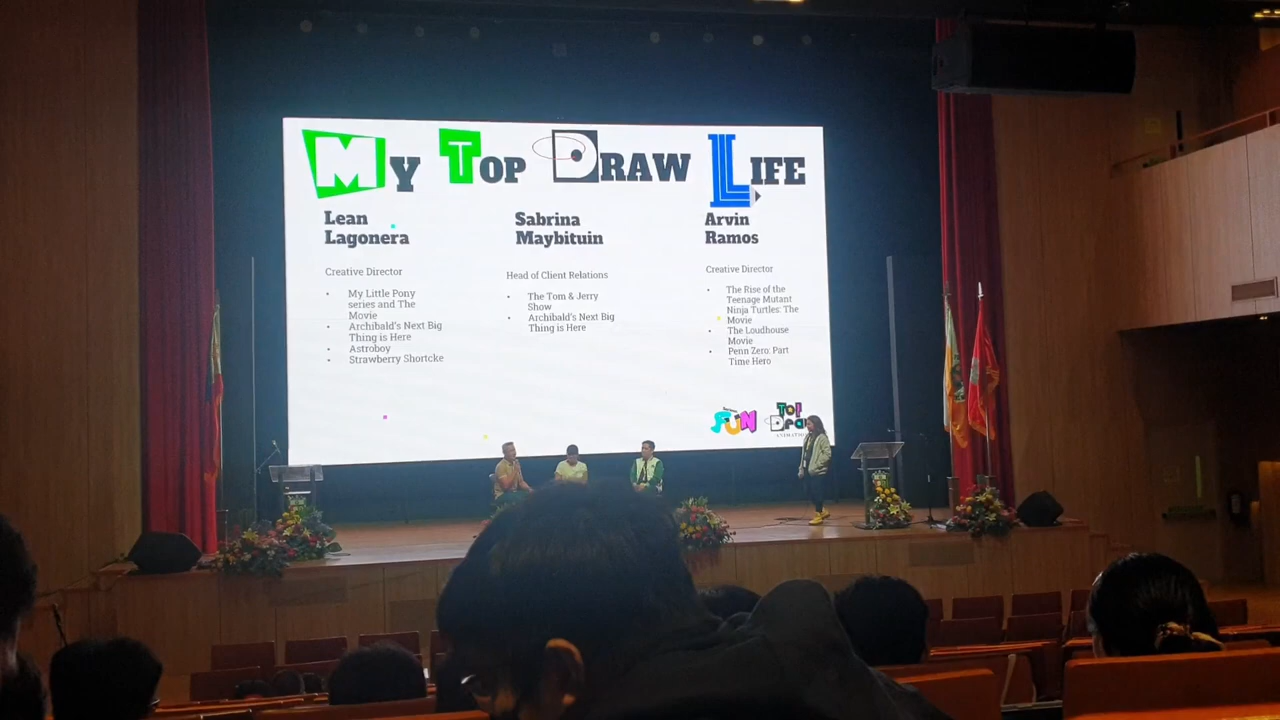 My Top Draw Life
Lean
Lagonera
Creative Director
• My Little Pony
series and The
Movie
• Archibald's Next Big
Thing is Here
• Astroboy
• Strawberry Shortcke
Sabrina
Maybituin
Head of Client Relations
• The Tom & Jerry
Show
• Archibald's Next Big
Thing is Here
Arvin
Ramos
Creative Director
• The Rise of the
Teenage Mutant
Ninja Turtles: The
Movie
• The Loudhouse
Movie
• Penn Zero: Part
Time Hero
FUN
Top